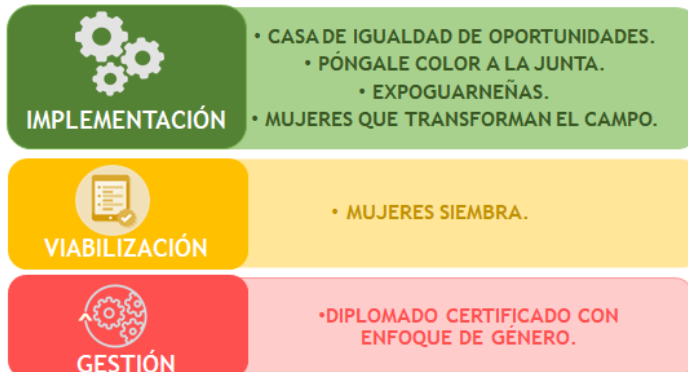 IMPLEMENTACIÓN
• CASA DE IGUALDAD DE OPORTUNIDADES.
• PÓNGALE COLOR A LA JUNTA.
• EXPOGUARNEÑAS.
• MUJERES QUE TRANSFORMAN EL CAMPO.
VIABILIZACIÓN
• MUJERES SIEMBRA.
GESTIÓN
•DIPLOMADO CERTIFICADO CON
ENFOQUE DE GÉNERO.